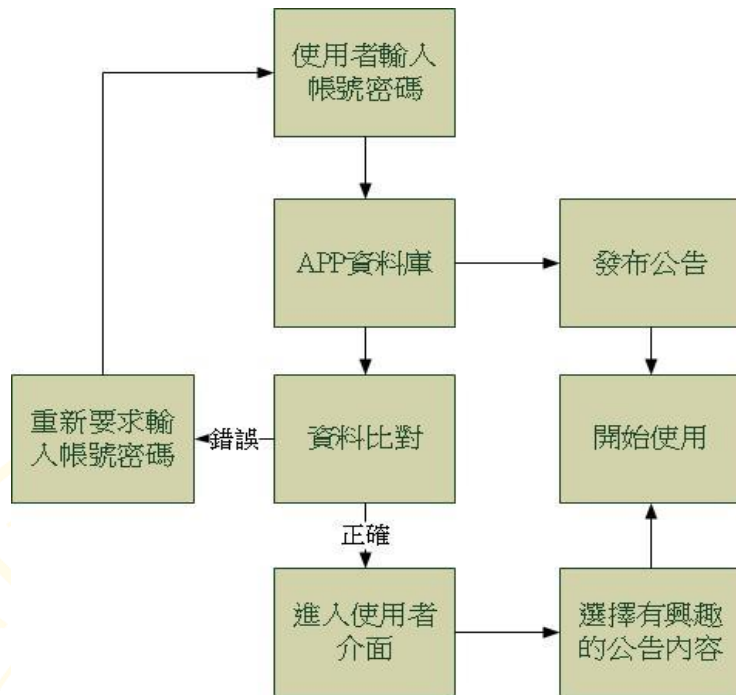 使用者輸入
帳號密碼
APP資料庫
發布公告
重新要求輸
入帳號密碼
錯誤
資料比對
開始使用
正確
進入使用者
介面
選擇有興趣
的公告內容